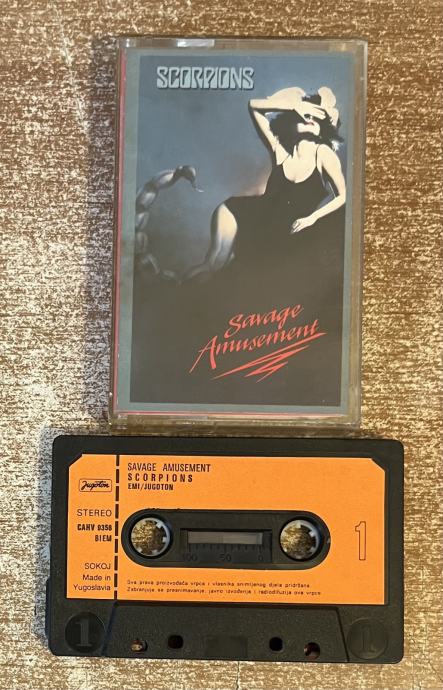 SCORPIONS
Savage
Amusement
SAVAGE AMUSEMENT
SCORPIONS
EMI/JUGOTON
Jugoton
STEREO
CAHV 9356
BIEM
SOKOJ
Made in
Yugoslavia
1
100 50 0
Sva prava proizvođača vrpce i vlasnika snimljenog djela pridržana.
Zabranjuje se presnimavanje, javno izvođenje i radiodifuzija ove vrpce
1
1